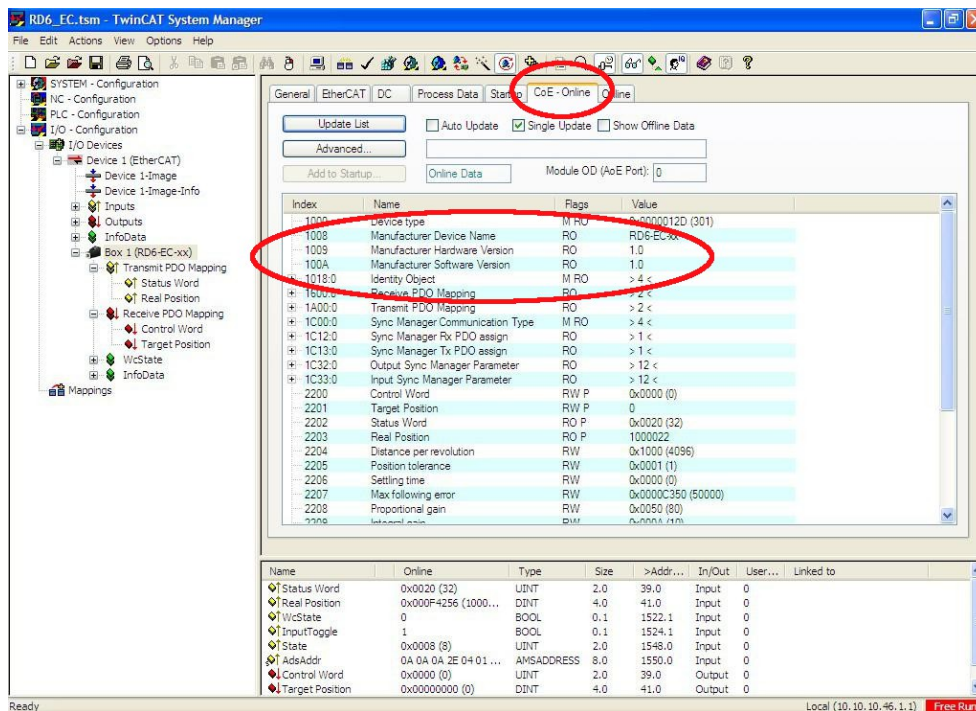 RD6_EC.tsm - TwinCAT System Manager
File Edit Actions View Options Help
SYSTEM - Configuration
NC - Configuration
PLC - Configuration
I/O - Configuration
I/O Devices
Device 1 (EtherCAT)
Device 1-Image
Device 1-Image-Info
Inputs
Outputs
InfoData
Box 1 (RD6-EC-xx)
Transmit PDO Mapping
Status Word
Real Position
Receive PDO Mapping
Control Word
Target Position
WcState
InfoData
Mappings
General EtherCAT DC Process Data Startup CoE - Online Online
Update List Auto Update Single Update Show Offline Data
Advanced...
Add to Startup... Online Data Module OD (AoE Port): 0
Index Name Flags Value
1000 Device type M RO 0x0000012D (301)
1008 Manufacturer Device Name RO RD6-EC-xx
1009 Manufacturer Hardware Version RO 1.0
100A Manufacturer Software Version RO 1.0
1018:0 Identity Object M RO > 4 <
1600:0 Receive PDO Mapping RO > 2 <
1A00:0 Transmit PDO Mapping RO > 2 <
1C00:0 Sync Manager Communication Type M RO > 4 <
1C12:0 Sync Manager Rx PDO assign RO > 1 <
1C13:0 Sync Manager Tx PDO assign RO > 1 <
1C32:0 Output Sync Manager Parameter RO > 12 <
1C33:0 Input Sync Manager Parameter RO > 12 <
2200 Control Word RW P 0x0000 (0)
2201 Target Position RW P 0
2202 Status Word RO P 0x0020 (32)
2203 Real Position RO P 1000022
2204 Distance per revolution RW 0x1000 (4096)
2205 Position tolerance RW 0x0001 (1)
2206 Settling time RW 0x0000 (0)
2207 Max following error RW 0x0000C350 (50000)
2208 Proportional gain RW 0x0050 (80)
2209 Integral gain RW 0x000A (10)
Name Online Type Size >Addr... In/Out User... Linked to
Status Word 0x0020 (32) UINT 2.0 39.0 Input 0
Real Position 0x000F4256 (1000... DINT 4.0 41.0 Input 0
WcState 0 BOOL 0.1 1522.1 Input 0
InputToggle 1 BOOL 0.1 1524.1 Input 0
State 0x0008 (8) UINT 2.0 1548.0 Input 0
AdsAddr 0A 0A 0A 2E 04 01 ... AMSADDRESS 8.0 1550.0 Input 0
Control Word 0x0000 (0) UINT 2.0 39.0 Output 0
Target Position 0x00000000 (0) DINT 4.0 41.0 Output 0
Ready Local (10.10.10.46.1.1) Free Run